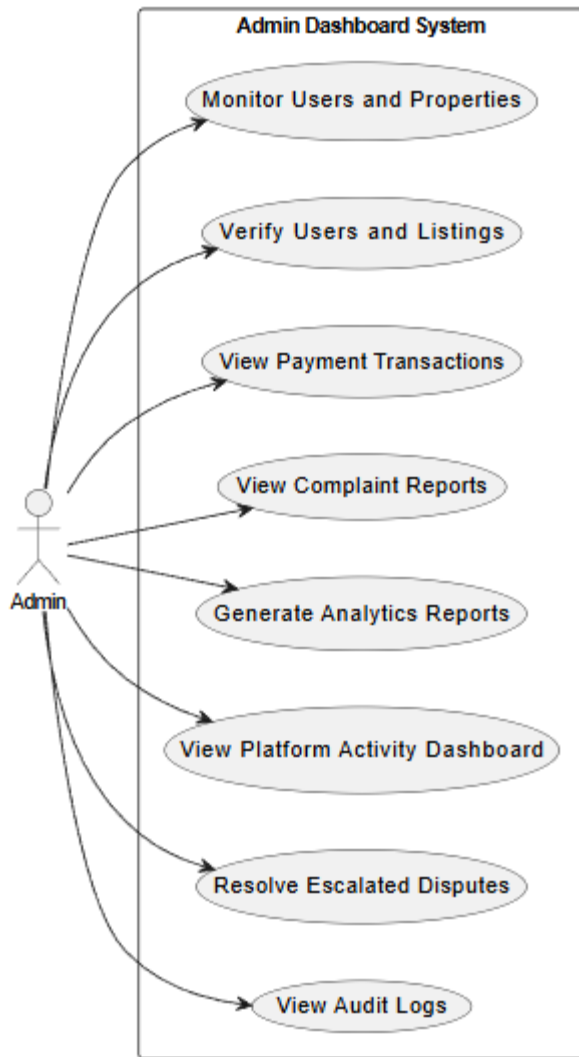 Admin Dashboard System
Monitor Users and Properties
Verify Users and Listings
View Payment Transactions
View Complaint Reports
Generate Analytics Reports
Admin
View Platform Activity Dashboard
Resolve Escalated Disputes
View Audit Logs